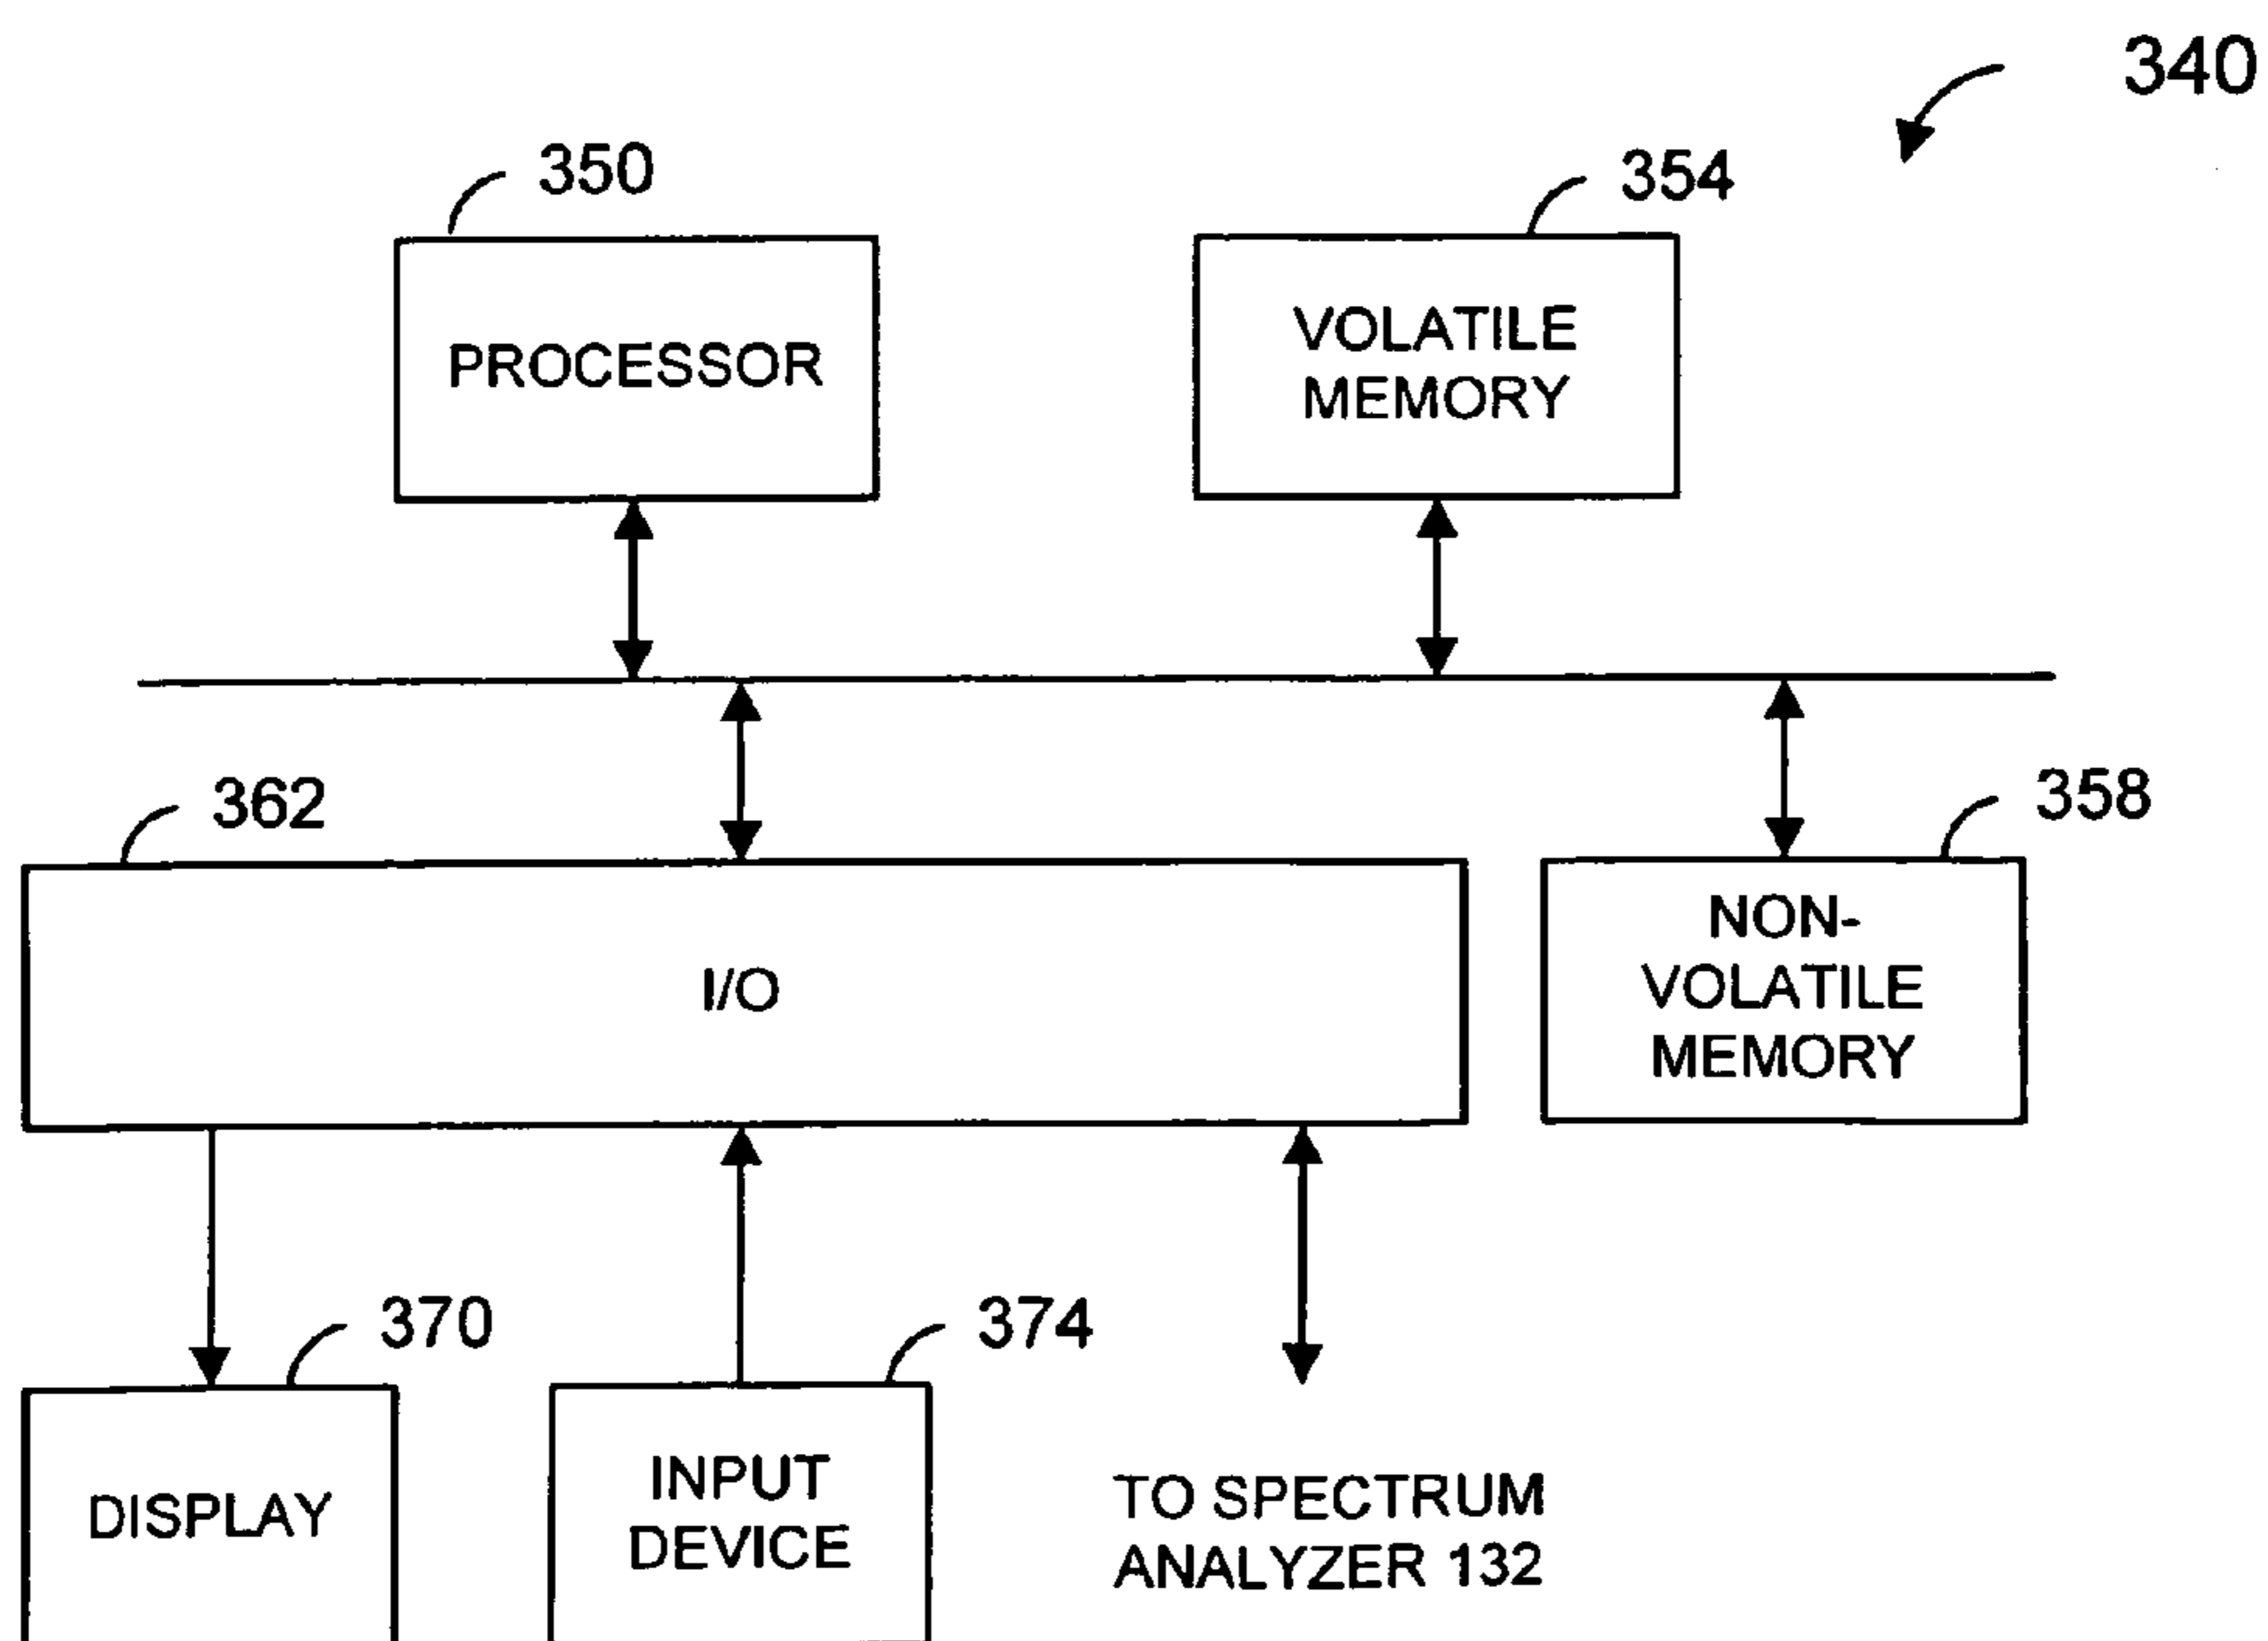 340
350
354
PROCESSOR
VOLATILE
MEMORY
362
358
I/O
NON-
VOLATILE
MEMORY
370
374
DISPLAY
INPUT
DEVICE
TO SPECTRUM
ANALYZER 132